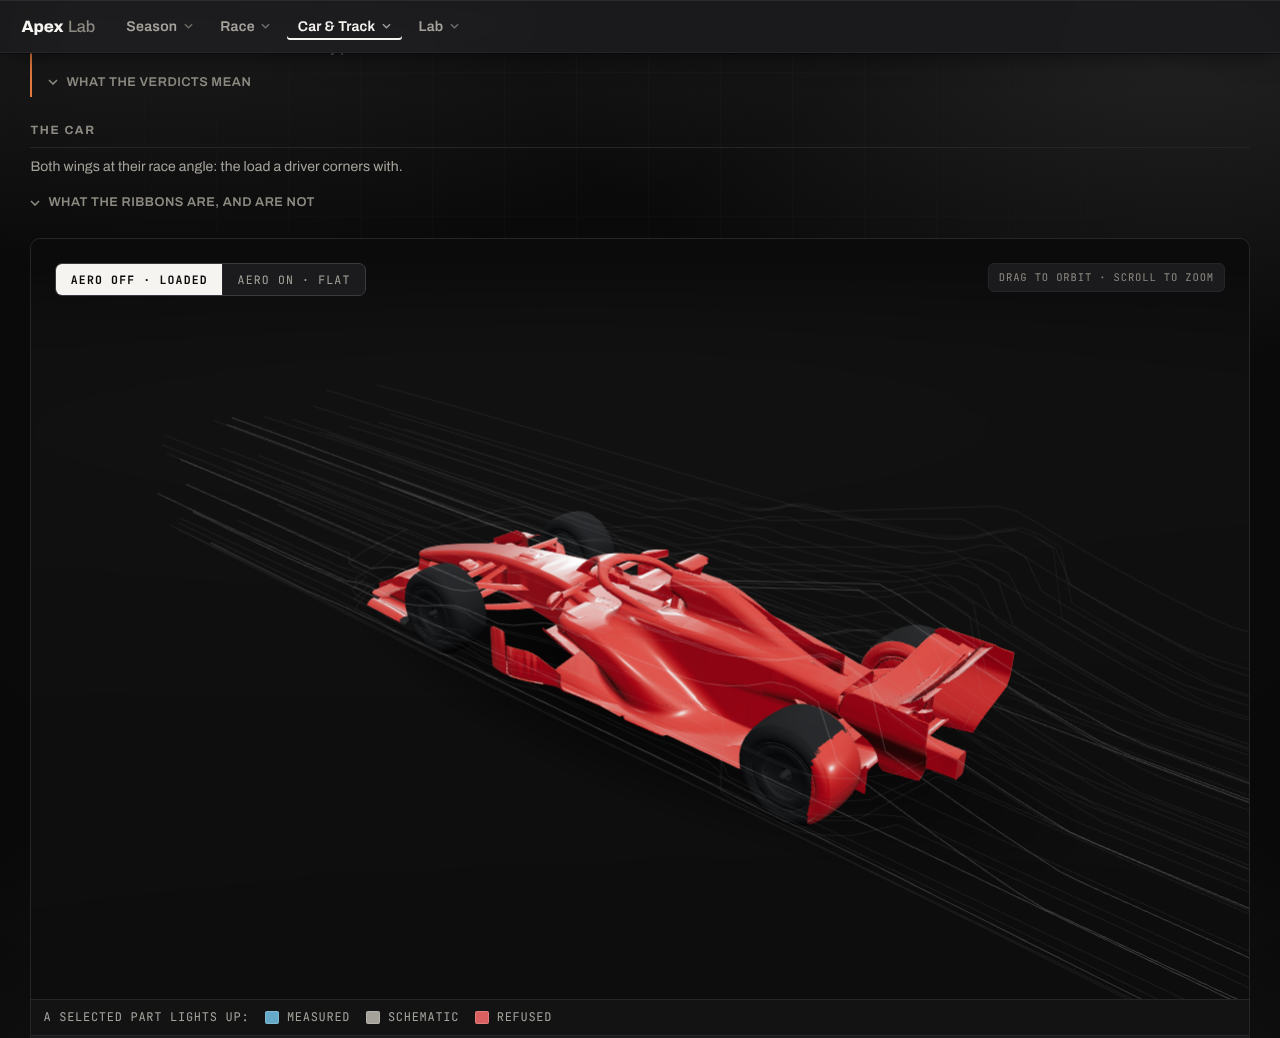 Apex Lab Season Race Car & Track Lab
WHAT THE VERDICTS MEAN
THE CAR
Both wings at their race angle: the load a driver corners with.
WHAT THE RIBBONS ARE, AND ARE NOT
AERO OFF · LOADED AERO ON · FLAT DRAG TO ORBIT · SCROLL TO ZOOM
A SELECTED PART LIGHTS UP: MEASURED SCHEMATIC REFUSED